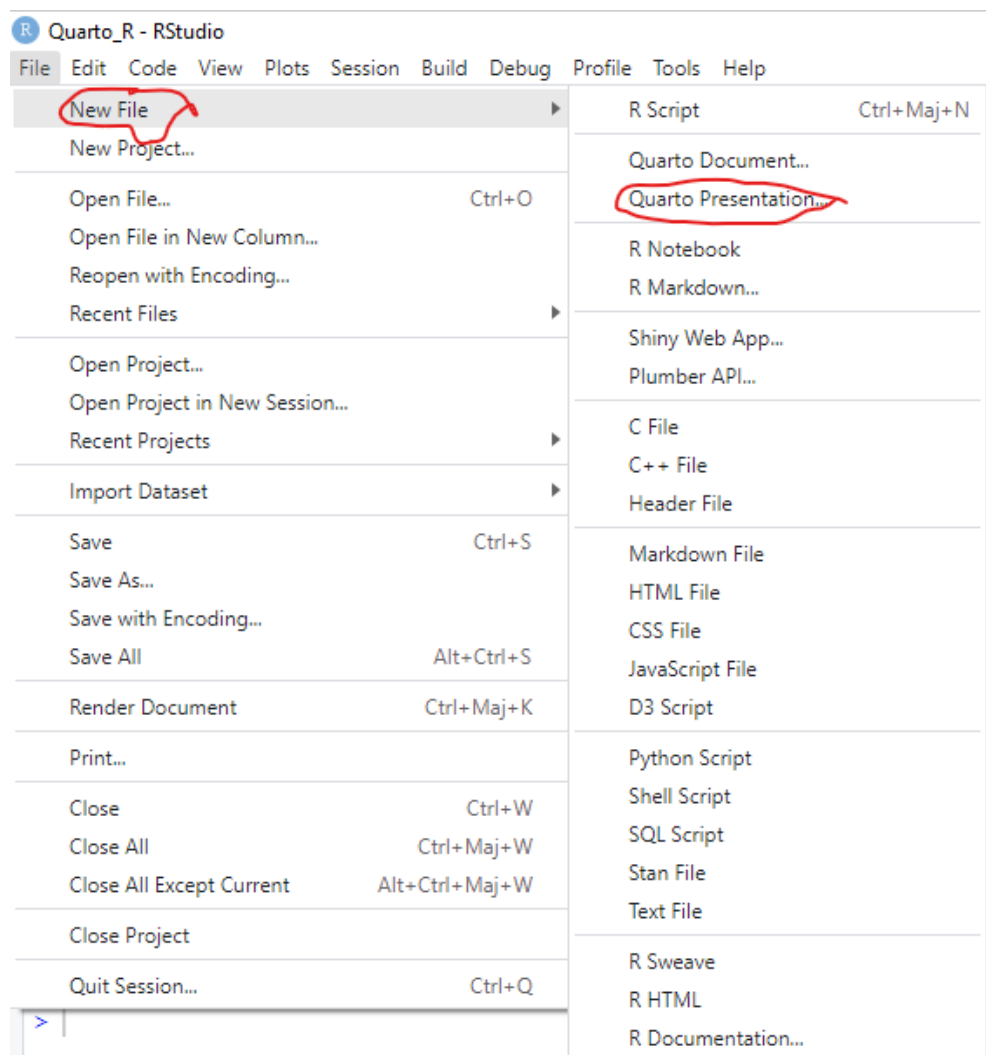 R Quarto_R - RStudio
File Edit Code View Plots Session Build Debug Profile Tools Help
New File
New Project...
Open File... Ctrl+O
Open File in New Column...
Reopen with Encoding...
Recent Files
Open Project...
Open Project in New Session...
Recent Projects
Import Dataset
Save Ctrl+S
Save As...
Save with Encoding...
Save All Alt+Ctrl+S
Render Document Ctrl+Maj+K
Print...
Close Ctrl+W
Close All Ctrl+Maj+W
Close All Except Current Alt+Ctrl+Maj+W
Close Project
Quit Session... Ctrl+Q
>
R Script Ctrl+Maj+N
Quarto Document...
Quarto Presentation...
R Notebook
R Markdown...
Shiny Web App...
Plumber API...
C File
C++ File
Header File
Markdown File
HTML File
CSS File
JavaScript File
D3 Script
Python Script
Shell Script
SQL Script
Stan File
Text File
R Sweave
R HTML
R Documentation...